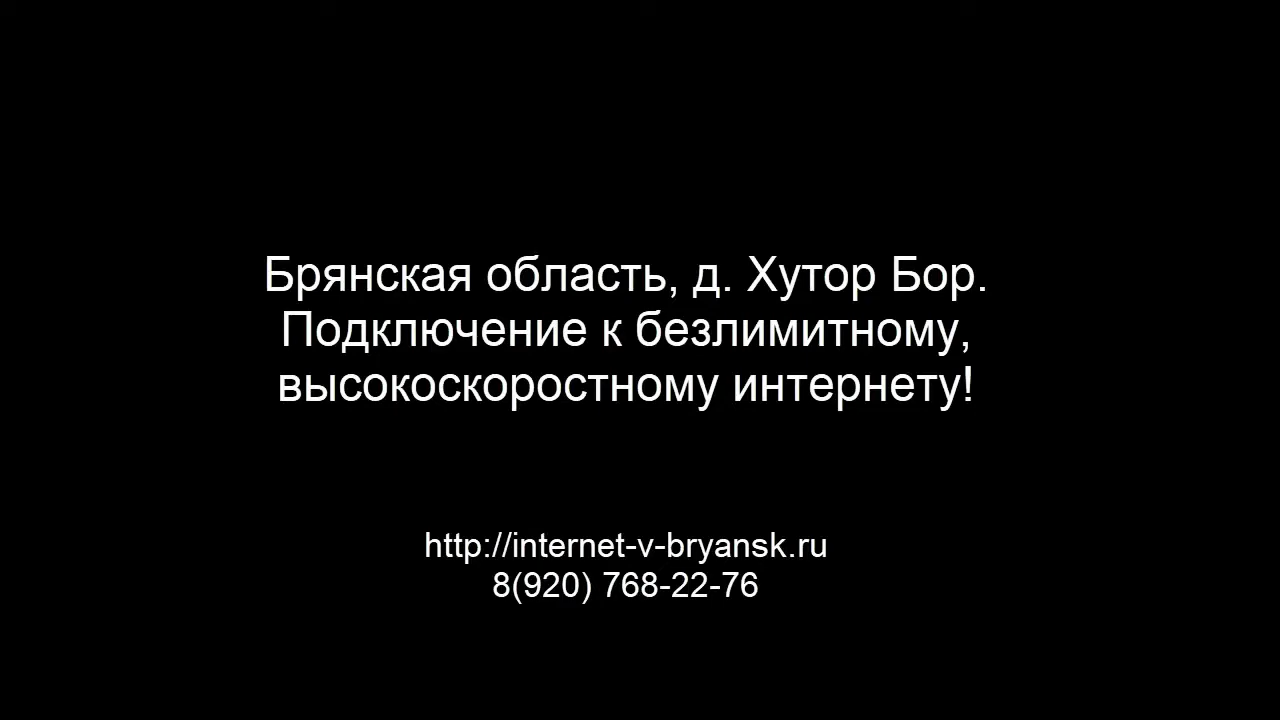 Брянская область, д. Хутор Бор.
Подключение к безлимитному,
высокоскоростному интернету!
http://internet-v-bryansk.ru
8(920) 768-22-76